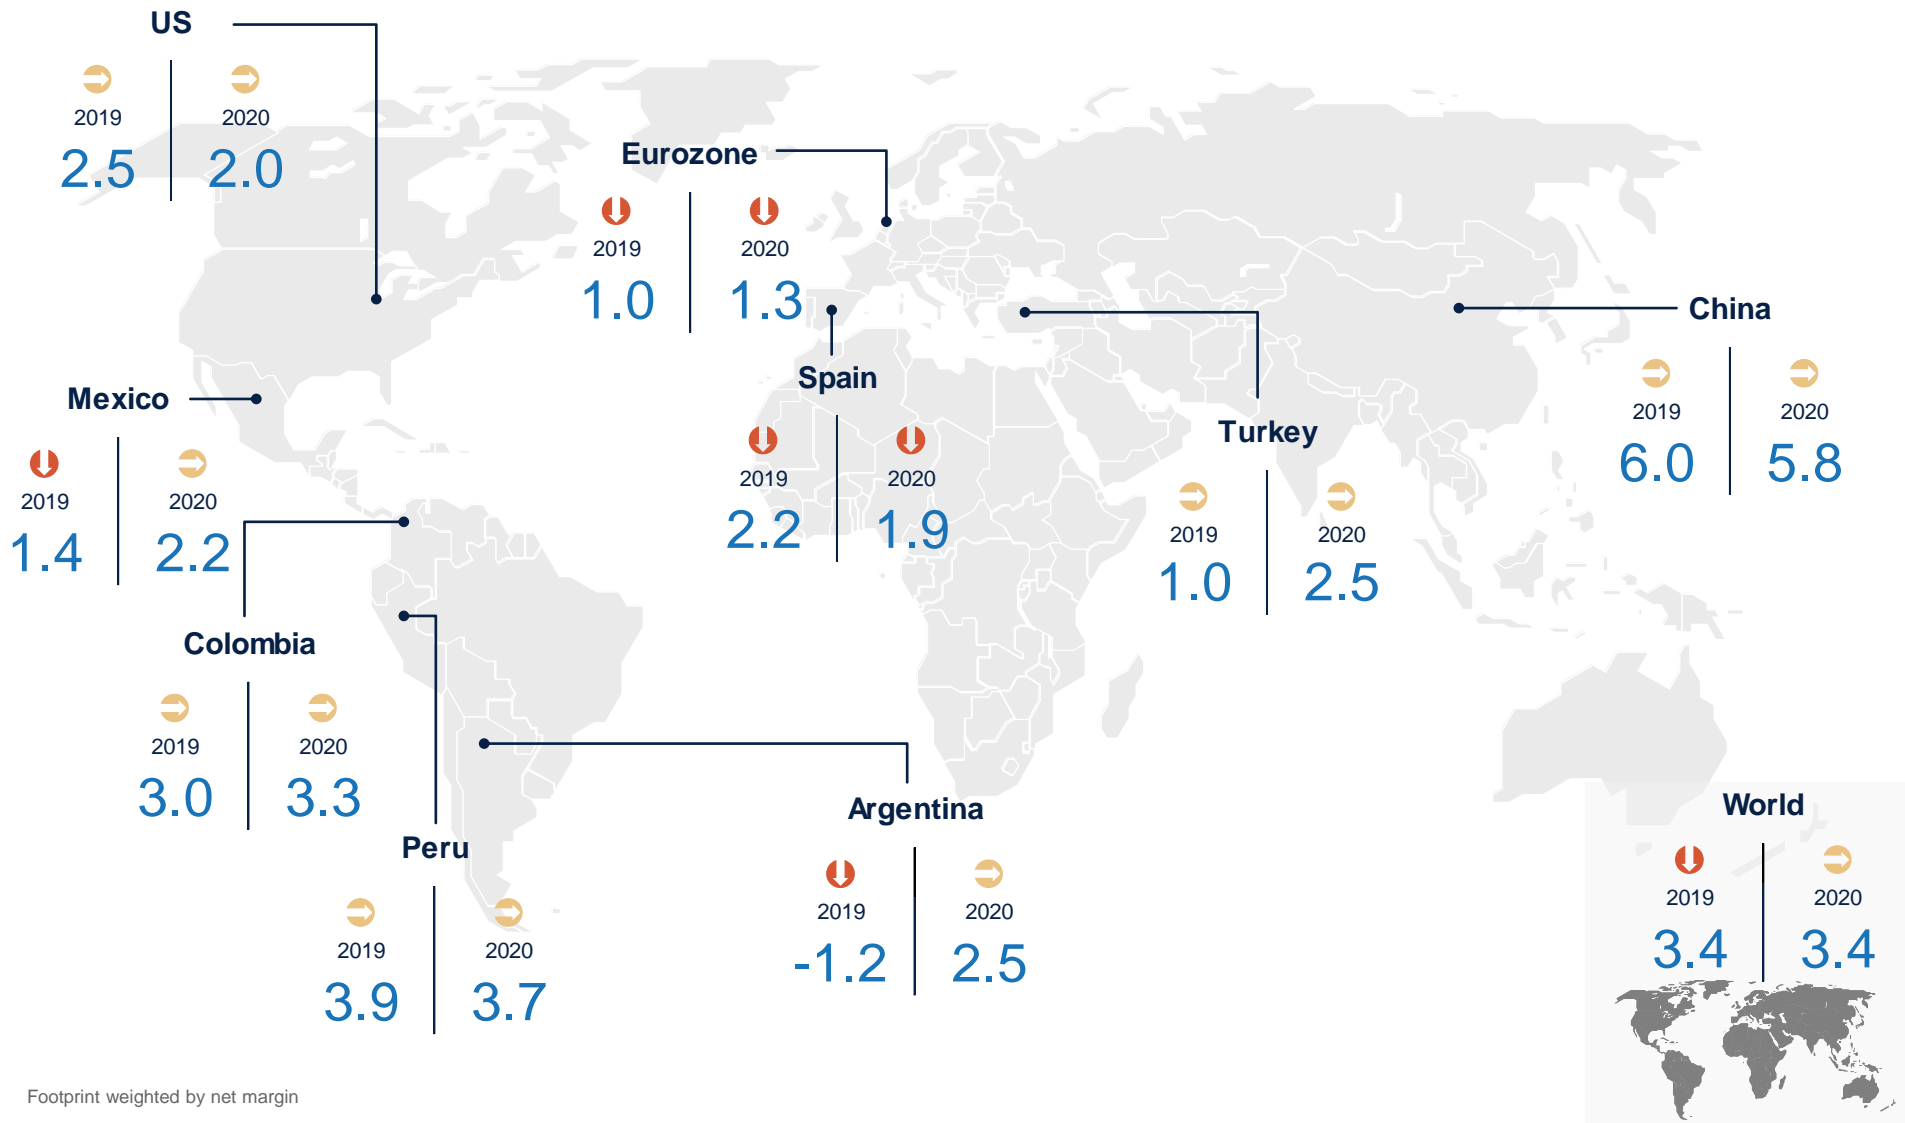 US
2019 2020
2.5 2.0
Eurozone
2019 2020
1.0 1.3
Spain
2019 2020
2.2 1.9
Turkey
2019 2020
1.0 2.5
China
2019 2020
6.0 5.8
Mexico
2019 2020
1.4 2.2
Colombia
2019 2020
3.0 3.3
Peru
2019 2020
3.9 3.7
Argentina
2019 2020
-1.2 2.5
World
2019 2020
3.4 3.4
Footprint weighted by net margin